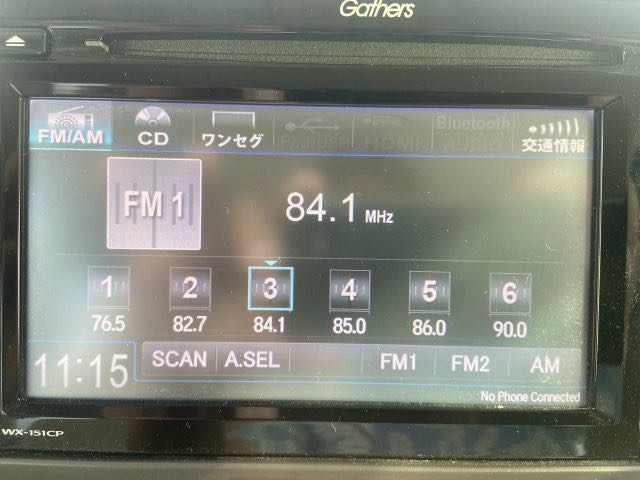 Gathers
FM/AM CD ワンセグ iPod/USB HDMI Bluetooth AUDIO 交通情報
FM 1 84.1 MHz
1 2 3 4 5 6
76.5 82.7 84.1 85.0 86.0 90.0
11:15 SCAN A.SEL FM1 FM2 AM
No Phone Connected
WX-151CP